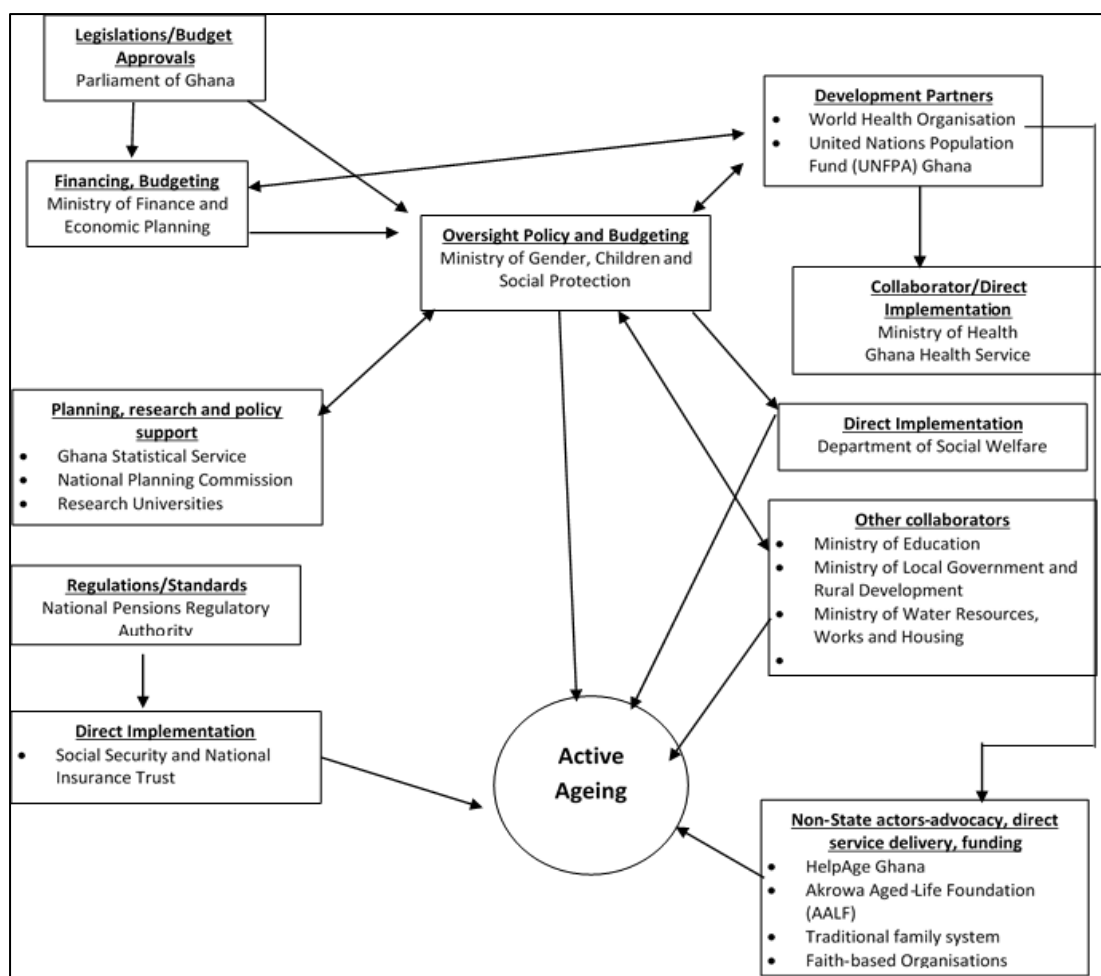 Legislations/Budget
Approvals
Parliament of Ghana
Financing, Budgeting
Ministry of Finance and
Economic Planning
Development Partners
• World Health Organisation
• United Nations Population
Fund (UNFPA) Ghana
Oversight Policy and Budgeting
Ministry of Gender, Children and
Social Protection
Collaborator/Direct
Implementation
Ministry of Health
Ghana Health Service
Planning, research and policy
support
• Ghana Statistical Service
• National Planning Commission
• Research Universities
Direct Implementation
Department of Social Welfare
Other collaborators
• Ministry of Education
• Ministry of Local Government and
Rural Development
• Ministry of Water Resources,
Works and Housing
•
Regulations/Standards
National Pensions Regulatory
Authority
Direct Implementation
• Social Security and National
Insurance Trust
Active
Ageing
Non-State actors-advocacy, direct
service delivery, funding
• HelpAge Ghana
• Akrowa Aged-Life Foundation
(AALF)
• Traditional family system
• Faith-based Organisations